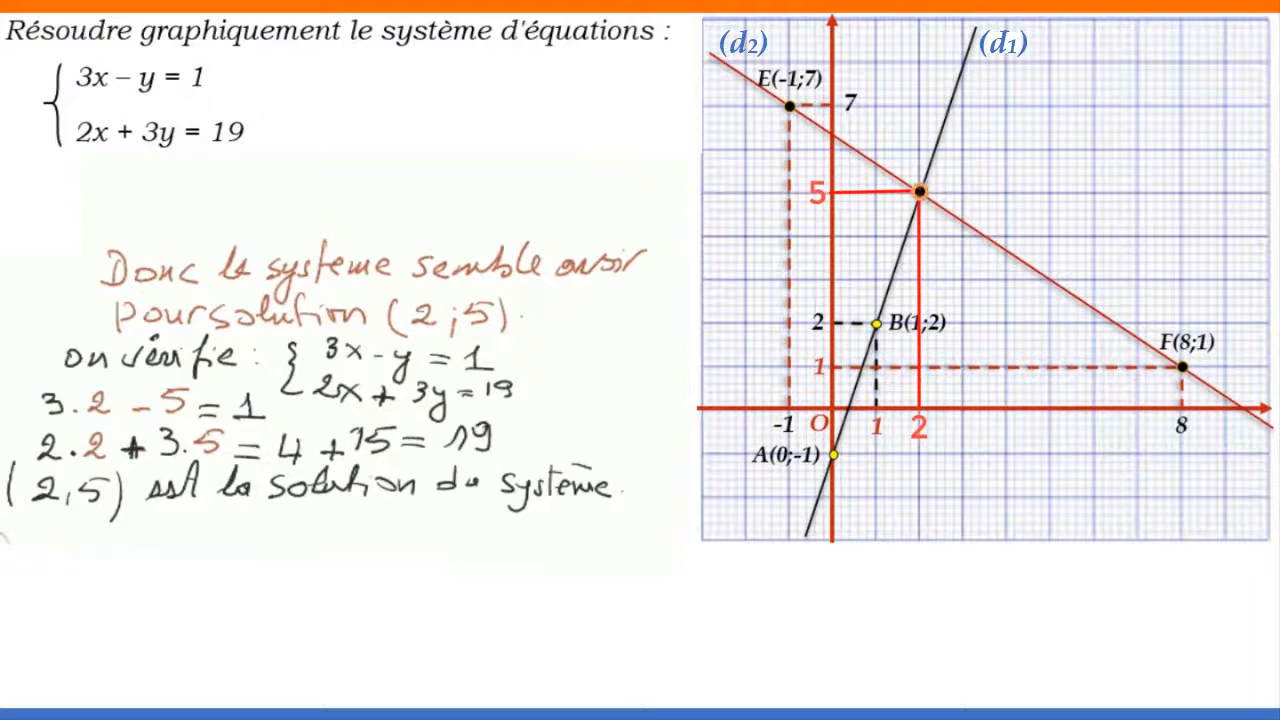 Résoudre graphiquement le système d'équations :
3x – y = 1
2x + 3y = 19
Donc le système semble avoir
pour solution (2 ; 5).
on vérifie : { 3x - y = 1
2x + 3y = 19
3.2 - 5 = 1
2.2 + 3.5 = 4 + 15 = 19
(2,5) est la solution du système.
(d2)
(d1)
E(-1;7)
7
5
2
B(1;2)
F(8;1)
1
-1
O
1
2
8
A(0;-1)